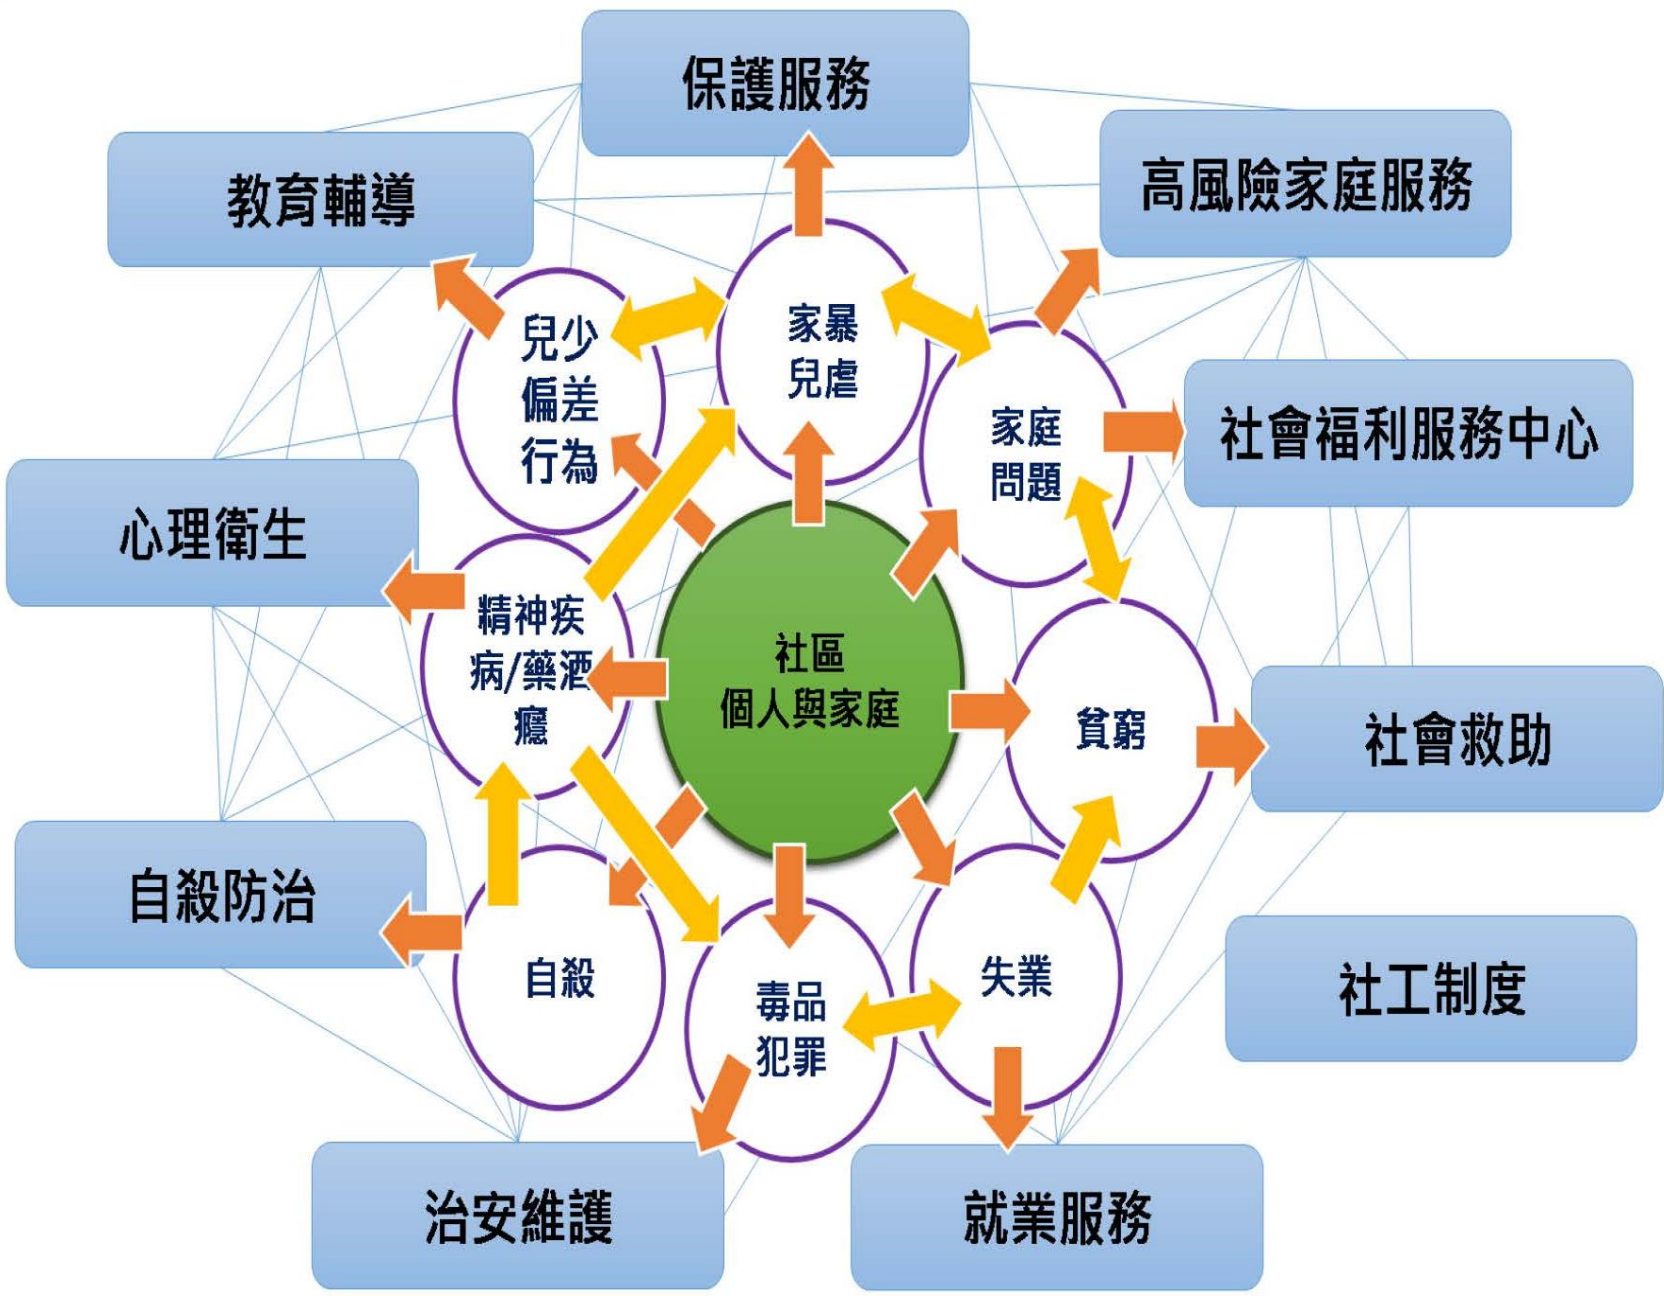 保護服務
教育輔導
高風險家庭服務
兒少
偏差
行為
家暴
兒虐
家庭
問題
社會福利服務中心
心理衛生
精神疾
病/藥酒
癮
社區
個人與家庭
貧窮
社會救助
自殺防治
自殺
毒品
犯罪
失業
社工制度
治安維護
就業服務